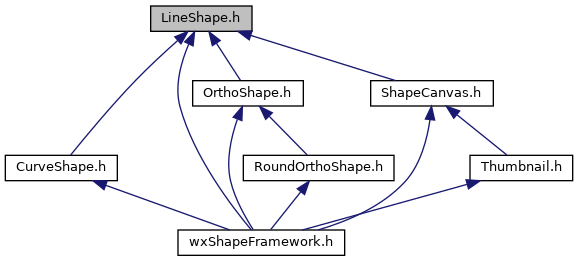 LineShape.h
OrthoShape.h
ShapeCanvas.h
CurveShape.h
RoundOrthoShape.h
Thumbnail.h
wxShapeFramework.h